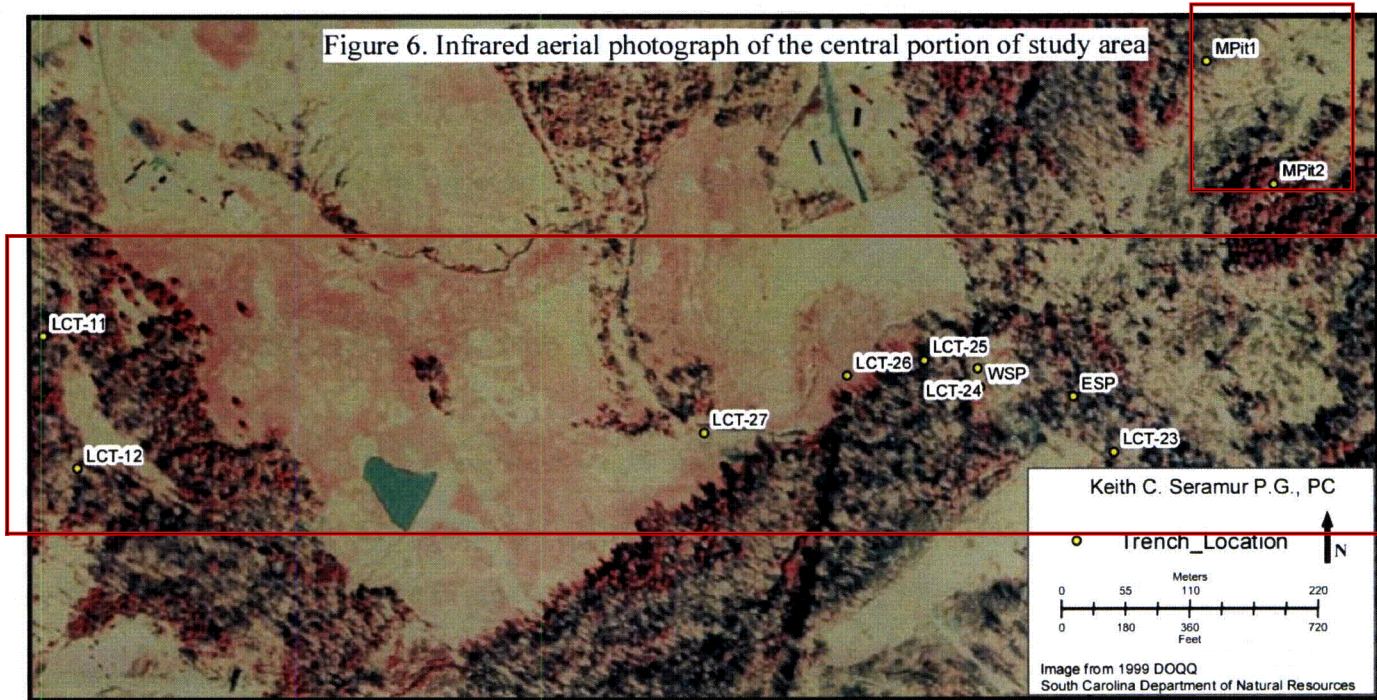 Figure 6. Infrared aerial photograph of the central portion of study area
MPit1
MPit2
LCT-11
LCT-25
LCT-26
WSP
LCT-24
ESP
LCT-27
LCT-23
LCT-12
Keith C. Seramur P.G., PC
Trench_Location
N
Meters
0 55 110 220
0 180 360 720
Feet
Image from 1999 DOQQ
South Carolina Department of Natural Resources